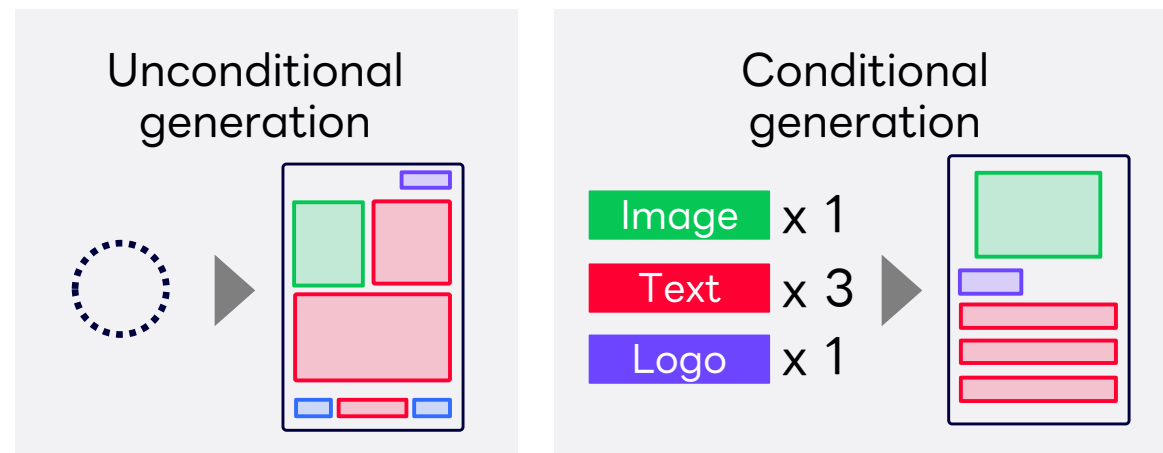 Unconditional
generation
Conditional
generation
Image x 1
Text x 3
Logo x 1